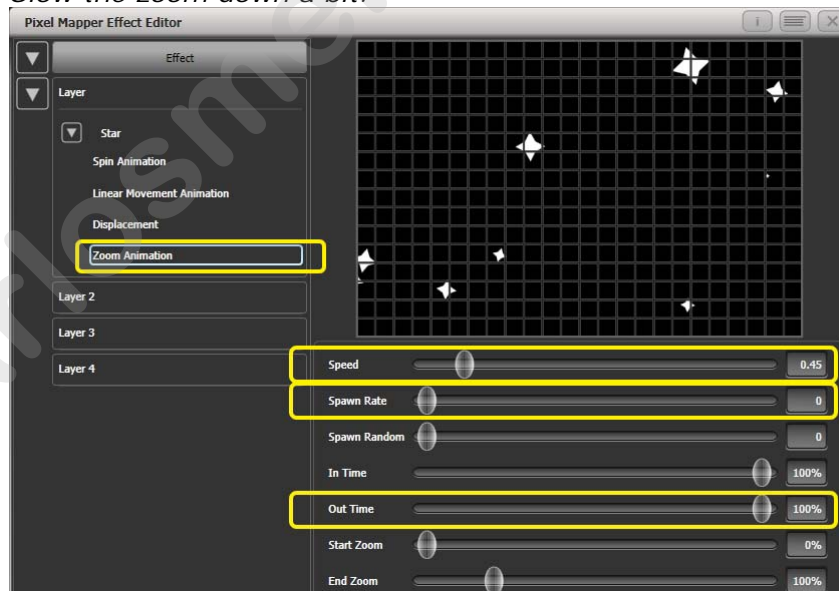 Slow the zoom down a bit.
Pixel Mapper Effect Editor
i
Effect
Layer
Star
Spin Animation
Linear Movement Animation
Displacement
Zoom Animation
Layer 2
Layer 3
Layer 4
Speed 0.45
Spawn Rate 0
Spawn Random 0
In Time 100%
Out Time 100%
Start Zoom 0%
End Zoom 100%